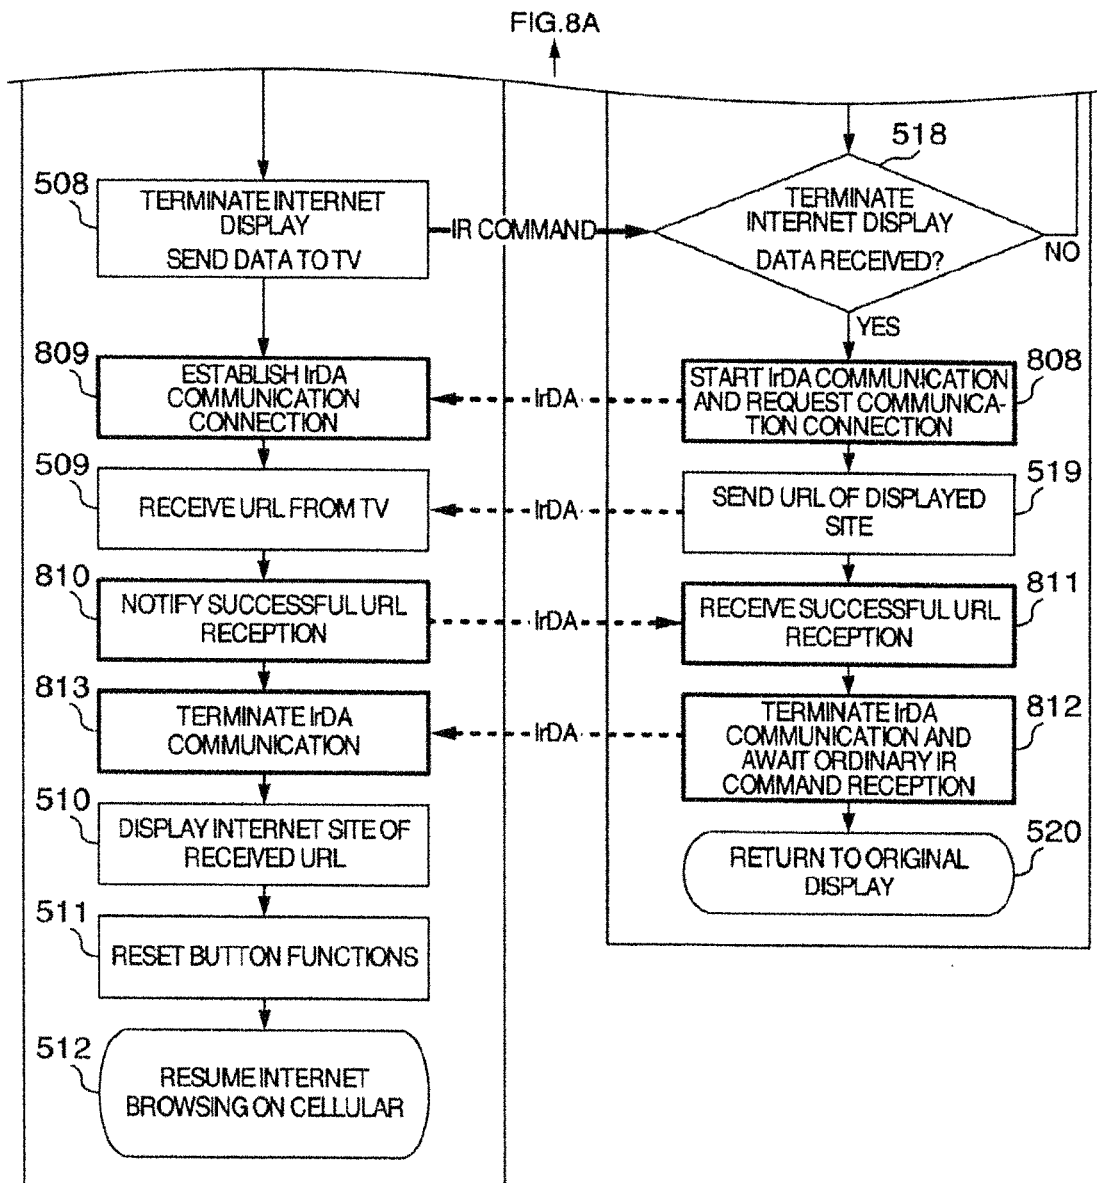 FIG.8A
508
TERMINATE INTERNET
DISPLAY
SEND DATA TO TV
IR COMMAND
518
TERMINATE
INTERNET DISPLAY
DATA RECEIVED?
NO
YES
809
ESTABLISH IrDA
COMMUNICATION
CONNECTION
IrDA
808
START IrDA COMMUNICATION
AND REQUEST COMMUNICA-
TION CONNECTION
509
RECEIVE URL FROM TV
IrDA
519
SEND URL OF DISPLAYED
SITE
810
NOTIFY SUCCESSFUL URL
RECEPTION
IrDA
811
RECEIVE SUCCESSFUL URL
RECEPTION
813
TERMINATE IrDA
COMMUNICATION
IrDA
812
TERMINATE IrDA
COMMUNICATION AND
AWAIT ORDINARY IR
COMMAND RECEPTION
510
DISPLAY INTERNET SITE OF
RECEIVED URL
520
RETURN TO ORIGINAL
DISPLAY
511
RESET BUTTON FUNCTIONS
512
RESUME INTERNET
BROWSING ON CELLULAR